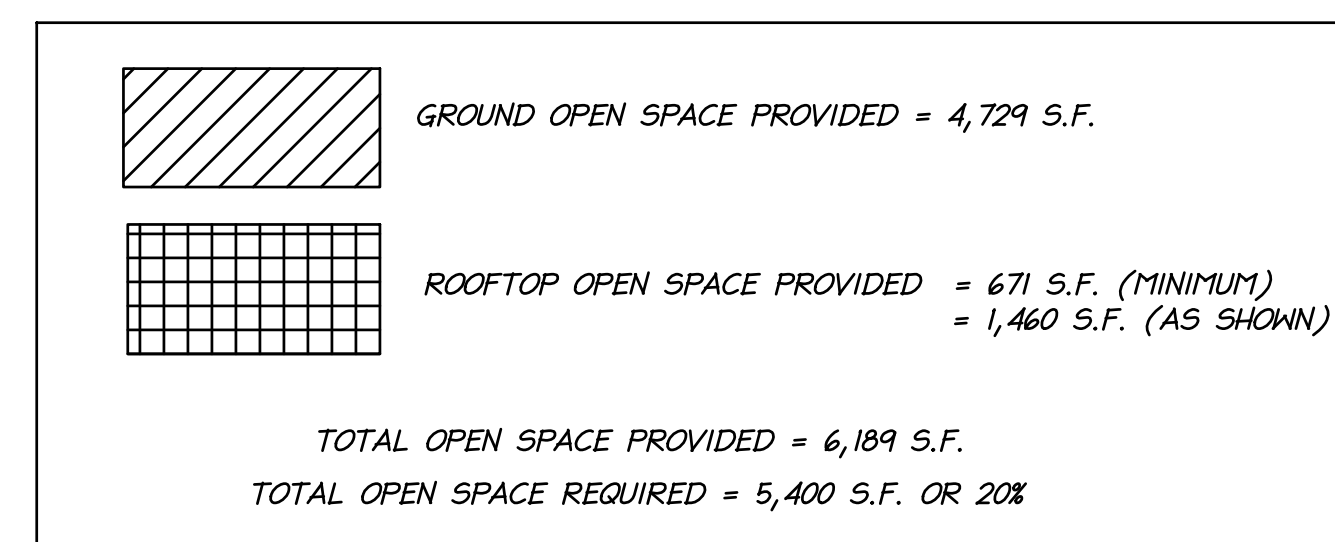 GROUND OPEN SPACE PROVIDED = 4,729 S.F.
ROOFTOP OPEN SPACE PROVIDED = 671 S.F. (MINIMUM)
= 1,460 S.F. (AS SHOWN)
TOTAL OPEN SPACE PROVIDED = 6,189 S.F.
TOTAL OPEN SPACE REQUIRED = 5,400 S.F. OR 20%